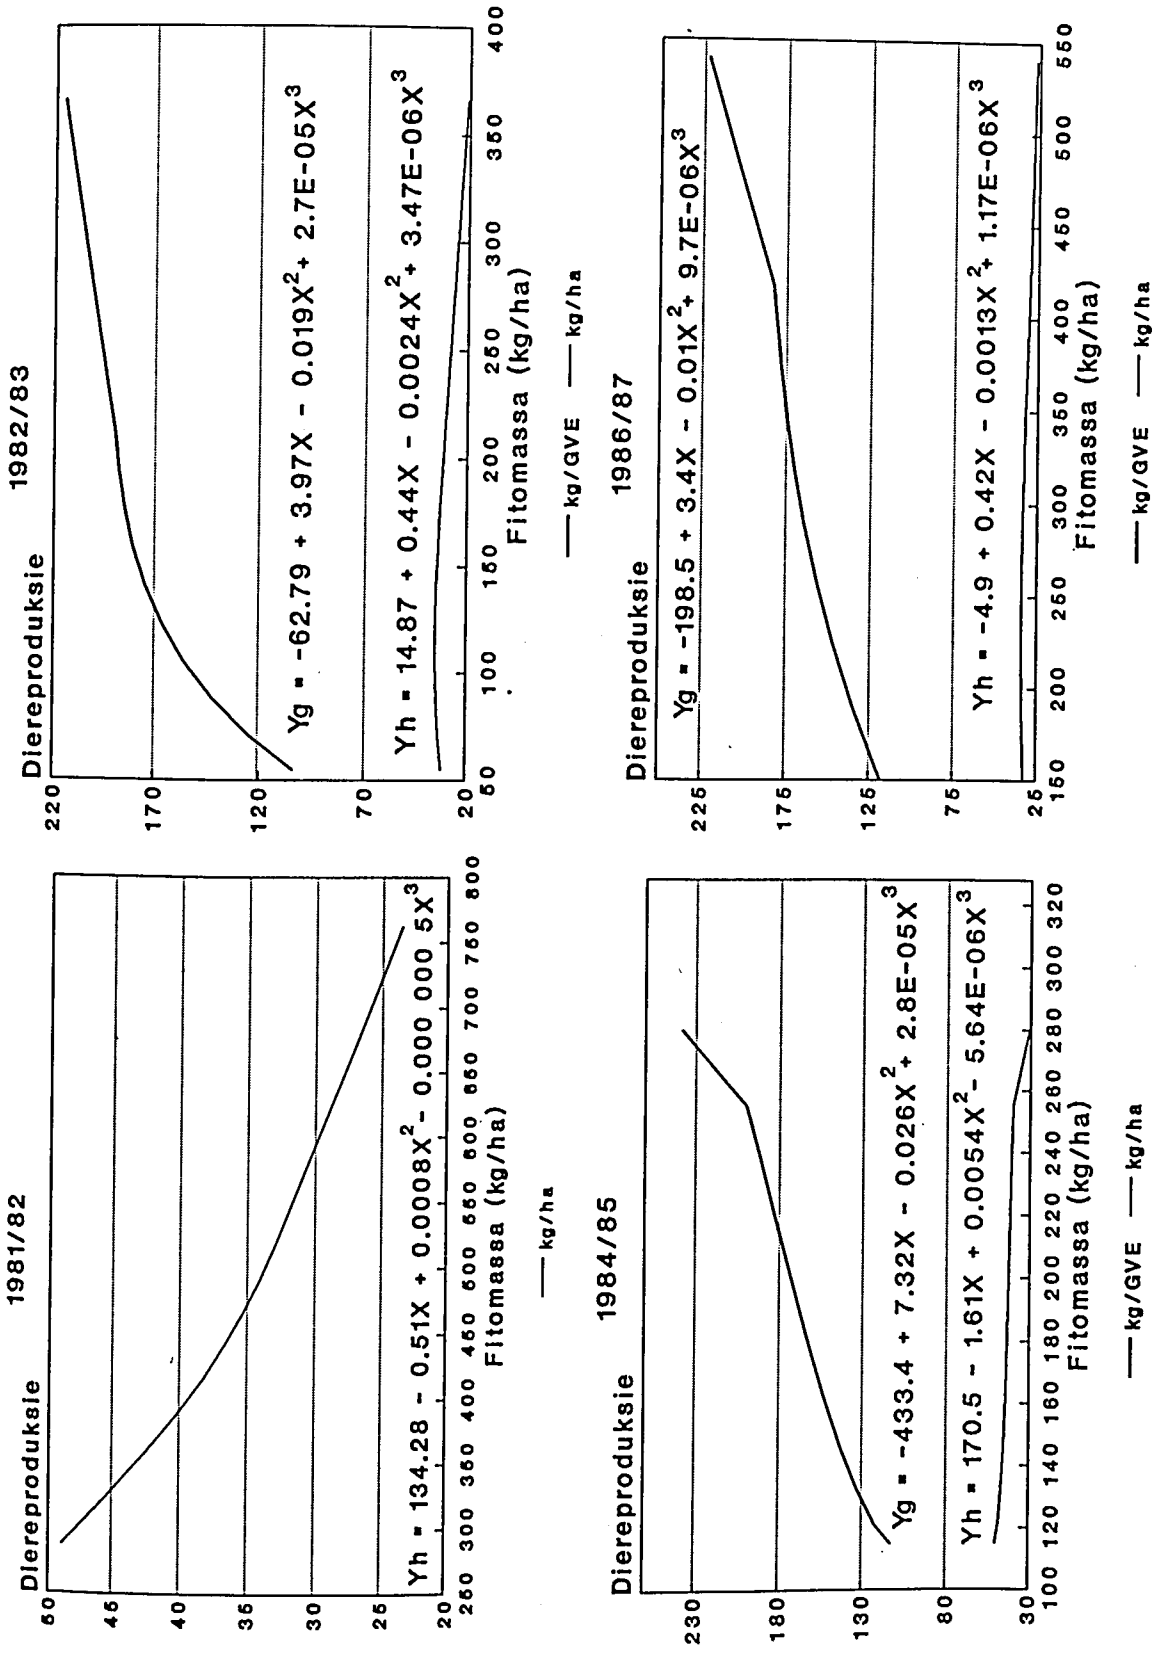 1981/82
Diereproduksie
50
45
40
35
30
25
20
Yh = 134.28 - 0.51X + 0.0008X² - 0.000 000 5X³
250 300 350 400 450 500 550 600 650 700 750 800
Fitomassa (kg/ha)
kg/ha
1982/83
Diereproduksie
220
170
120
70
20
Yg = -62.79 + 3.97X - 0.019X² + 2.7E-05X³
Yh = 14.87 + 0.44X - 0.0024X² + 3.47E-06X³
50 100 150 200 250 300 350 400
Fitomassa (kg/ha)
kg/GVE kg/ha
1984/85
Diereproduksie
230
180
130
80
30
Yg = -433.4 + 7.32X - 0.026X² + 2.8E-05X³
Yh = 170.5 - 1.61X + 0.0054X² - 5.64E-06X³
100 120 140 160 180 200 220 240 260 280 300 320
Fitomassa (kg/ha)
kg/GVE kg/ha
1986/87
Diereproduksie
225
175
125
75
25
Yg = -198.5 + 3.4X - 0.01X² + 9.7E-06X³
Yh = -4.9 + 0.42X - 0.0013X² + 1.17E-06X³
150 200 250 300 350 400 450 500 550
Fitomassa (kg/ha)
kg/GVE kg/ha